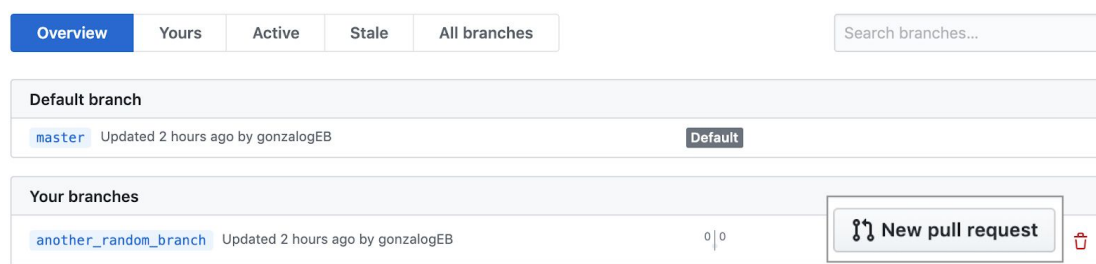 Overview Yours Active Stale All branches Search branches...
Default branch
master Updated 2 hours ago by gonzalogEB Default
Your branches
another_random_branch Updated 2 hours ago by gonzalogEB 0 0 New pull request